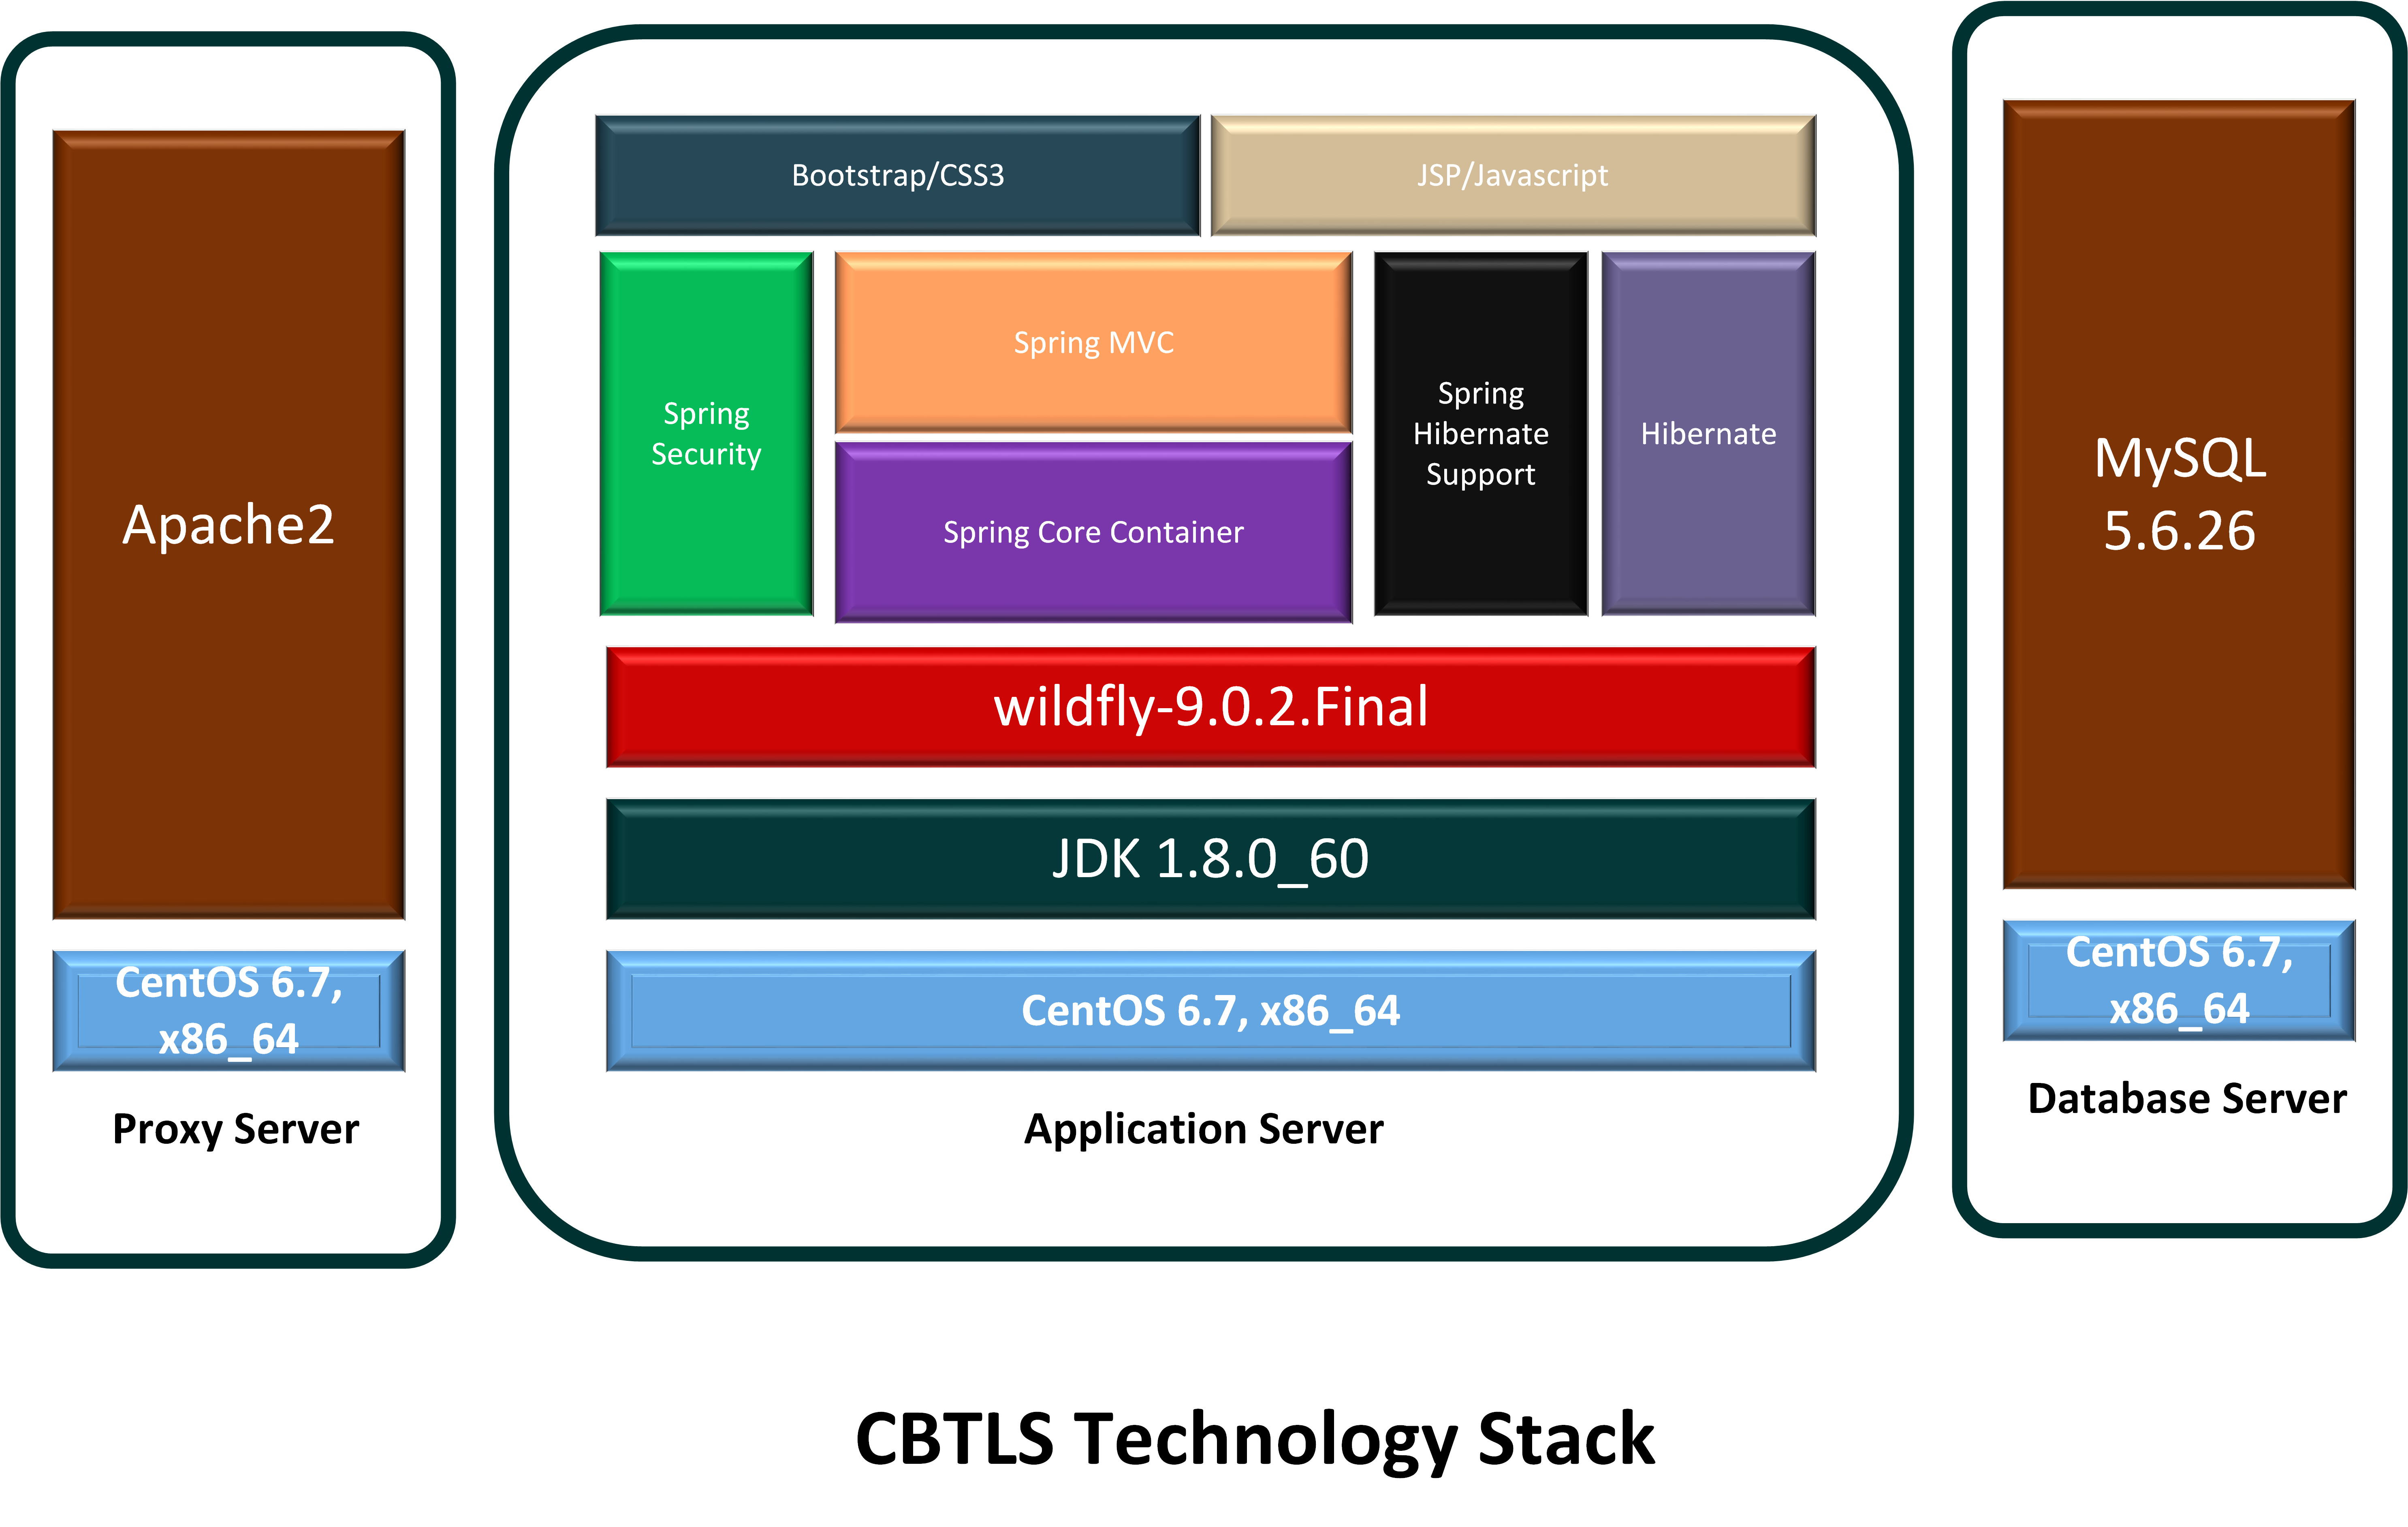 Apache2
CentOS 6.7,
x86_64
Proxy Server
Bootstrap/CSS3
JSP/Javascript
Spring
Security
Spring MVC
Spring Core Container
Spring
Hibernate
Support
Hibernate
wildfly-9.0.2.Final
JDK 1.8.0_60
CentOS 6.7, x86_64
Application Server
MySQL
5.6.26
CentOS 6.7,
x86_64
Database Server
CBTLS Technology Stack